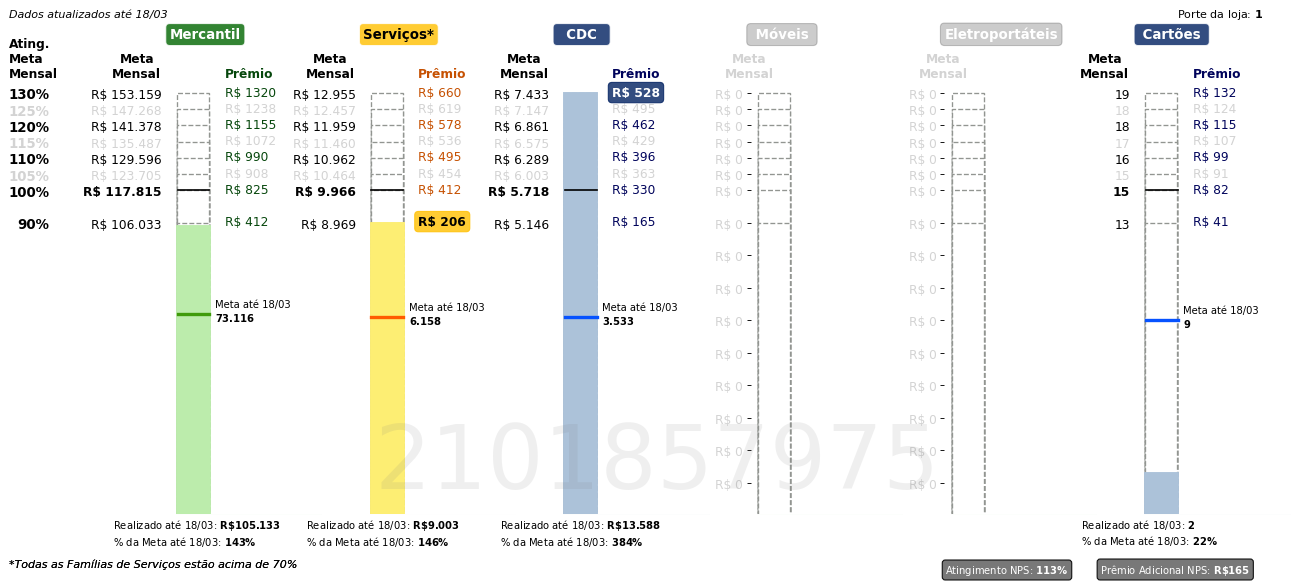 Dados atualizados até 18/03
Porte da loja: 1
Mercantil Serviços* CDC Móveis Eletroportáteis Cartões
Ating. Meta Mensal
Meta Mensal Prêmio Meta Mensal Prêmio Meta Mensal Prêmio Meta Mensal Meta Mensal Meta Mensal Prêmio
130% R$ 153.159 R$ 1320 R$ 12.955 R$ 660 R$ 7.433 R$ 528 R$ 0 R$ 0 19 R$ 132
125% R$ 147.268 R$ 1238 R$ 12.457 R$ 619 R$ 7.147 R$ 495 R$ 0 R$ 0 18 R$ 124
120% R$ 141.378 R$ 1155 R$ 11.959 R$ 578 R$ 6.861 R$ 462 R$ 0 R$ 0 18 R$ 115
115% R$ 135.487 R$ 1072 R$ 11.460 R$ 536 R$ 6.575 R$ 429 R$ 0 R$ 0 17 R$ 107
110% R$ 129.596 R$ 990 R$ 10.962 R$ 495 R$ 6.289 R$ 396 R$ 0 R$ 0 16 R$ 99
105% R$ 123.705 R$ 908 R$ 10.464 R$ 454 R$ 6.003 R$ 363 R$ 0 R$ 0 15 R$ 91
100% R$ 117.815 R$ 825 R$ 9.966 R$ 412 R$ 5.718 R$ 330 R$ 0 R$ 0 15 R$ 82
90% R$ 106.033 R$ 412 R$ 8.969 R$ 206 R$ 5.146 R$ 165 R$ 0 R$ 0 13 R$ 41
R$ 0 R$ 0
R$ 0 R$ 0
Meta até 18/03 Meta até 18/03 Meta até 18/03 Meta até 18/03
73.116 6.158 3.533 R$ 0 R$ 0 9
R$ 0 R$ 0
R$ 0 R$ 0
R$ 0 R$ 0
R$ 0 R$ 0
2101857975
R$ 0 R$ 0
Realizado até 18/03: R$105.133 Realizado até 18/03: R$9.003 Realizado até 18/03: R$13.588 Realizado até 18/03: 2
% da Meta até 18/03: 143% % da Meta até 18/03: 146% % da Meta até 18/03: 384% % da Meta até 18/03: 22%
*Todas as Famílias de Serviços estão acima de 70%
Atingimento NPS: 113% Prêmio Adicional NPS: R$165